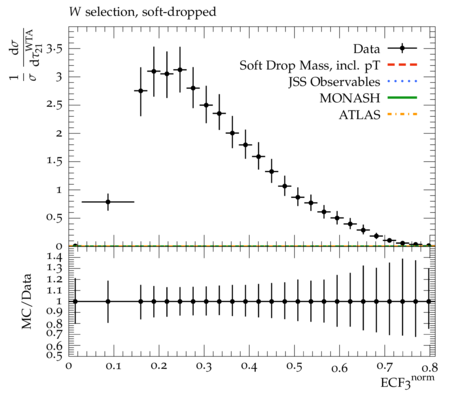 W selection, soft-dropped
1/σ dσ/dτ₂₁^WTA
3.5
3
2.5
2
1.5
1
0.5
0
Data
Soft Drop Mass, incl. pT
JSS Observables
MONASH
ATLAS
MC/Data
1.4
1.3
1.2
1.1
1
0.9
0.8
0.7
0.6
0.5
0 0.1 0.2 0.3 0.4 0.5 0.6 0.7 0.8
ECF3^norm